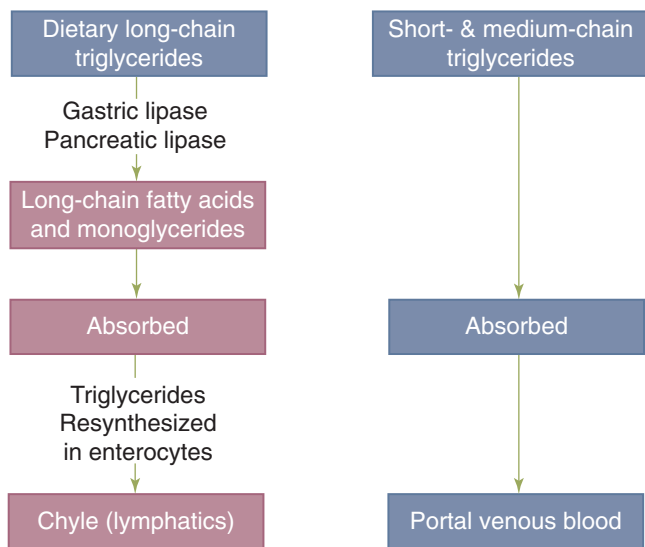 Dietary long-chain
triglycerides
Gastric lipase
Pancreatic lipase
Long-chain fatty acids
and monoglycerides
Absorbed
Triglycerides
Resynthesized
in enterocytes
Chyle (lymphatics)
Short- & medium-chain
triglycerides
Absorbed
Portal venous blood